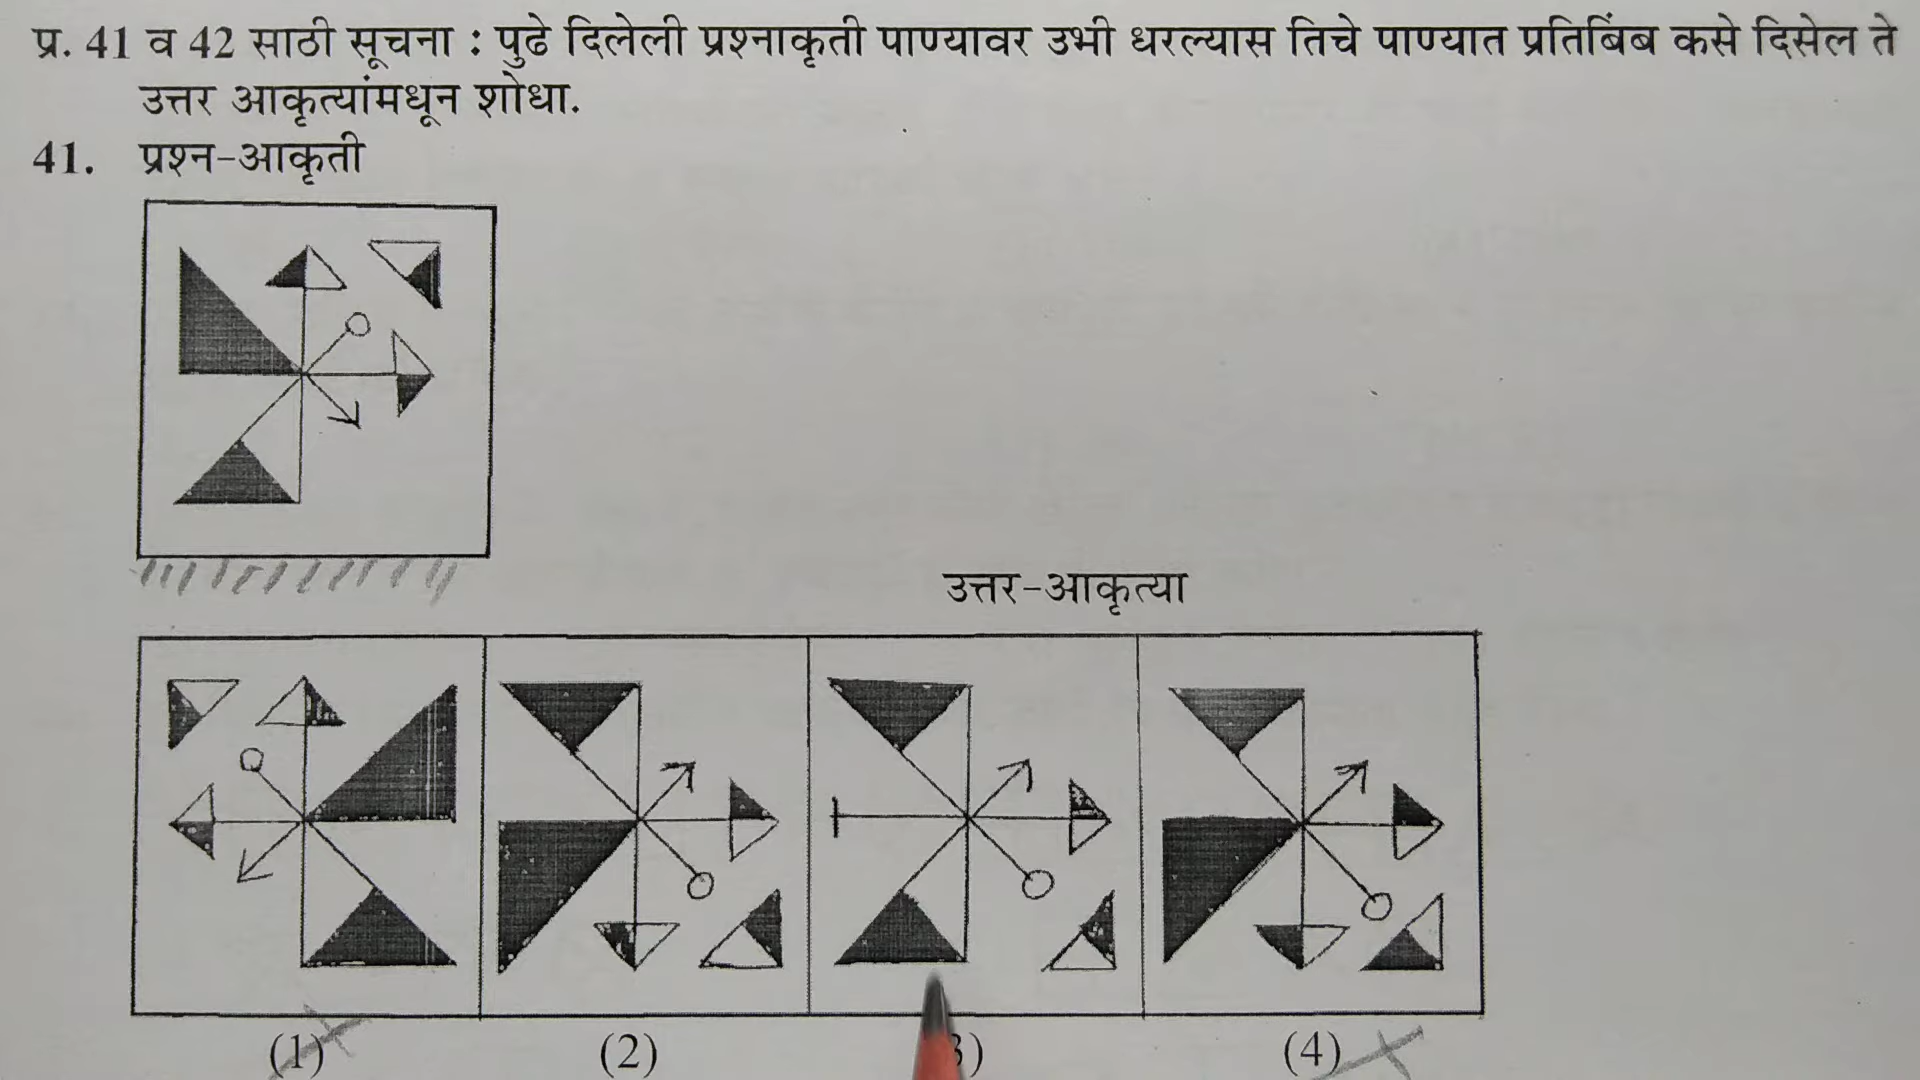 प्र. 41 व 42 साठी सूचना : पुढे दिलेली प्रश्नाकृती पाण्यावर उभी धरल्यास तिचे पाण्यात प्रतिबिंब कसे दिसेल ते
उत्तर आकृत्यांमधून शोधा.
41. प्रश्न-आकृती
उत्तर-आकृत्या
(1) (2) 3) (4)